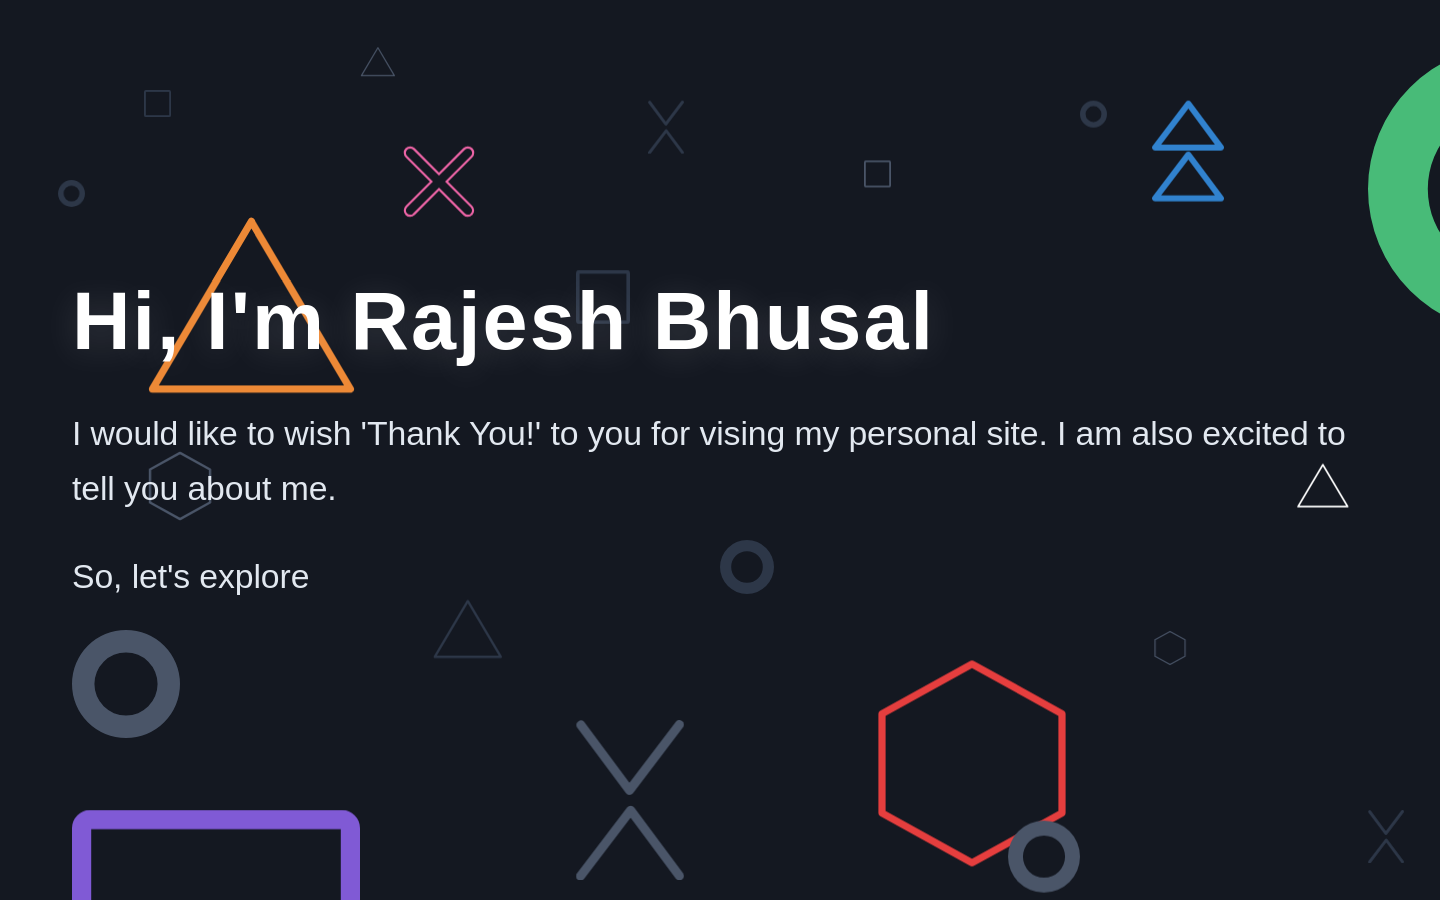 Hi, I'm Rajesh Bhusal
I would like to wish 'Thank You!' to you for vising my personal site. I am also excited to
tell you about me.
So, let's explore